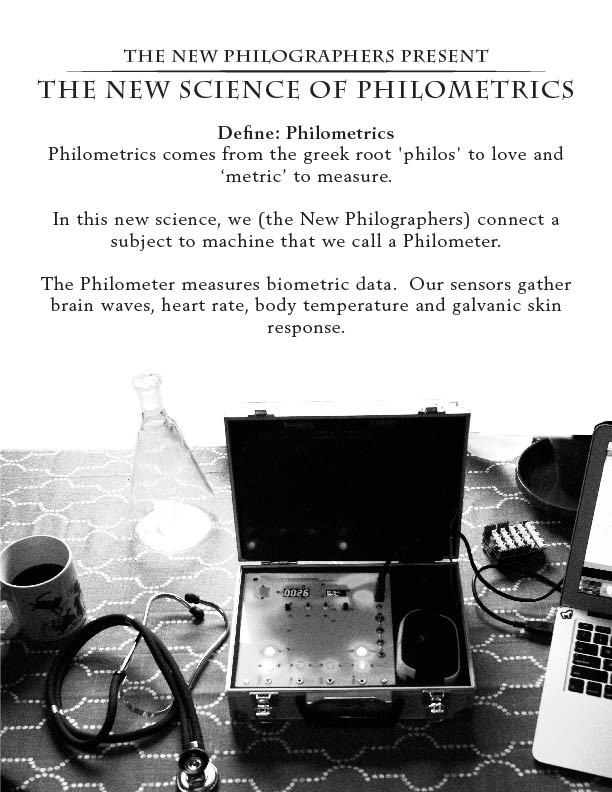 THE NEW PHILOGRAPHERS PRESENT
THE NEW SCIENCE OF PHILOMETRICS
Define: Philometrics
Philometrics comes from the greek root 'philos' to love and
‘metric’ to measure.
In this new science, we (the New Philographers) connect a
subject to machine that we call a Philometer.
The Philometer measures biometric data.  Our sensors gather
brain waves, heart rate, body temperature and galvanic skin
response.
0026